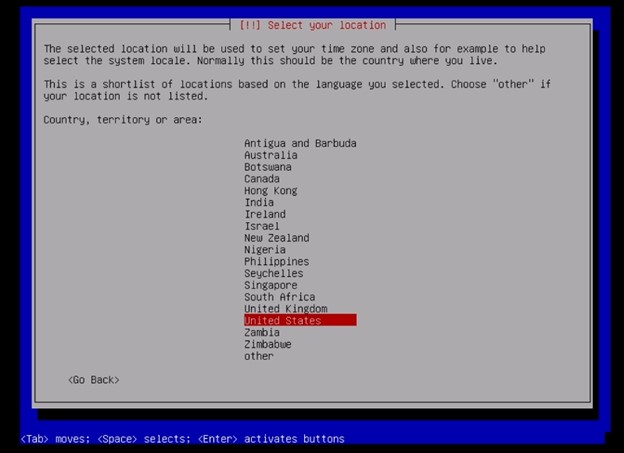 [!!] Select your location
The selected location will be used to set your time zone and also for example to help
select the system locale. Normally this should be the country where you live.
This is a shortlist of locations based on the language you selected. Choose "other" if
your location is not listed.
Country, territory or area:
Antigua and Barbuda
Australia
Botswana
Canada
Hong Kong
India
Ireland
Israel
New Zealand
Nigeria
Philippines
Seychelles
Singapore
South Africa
United Kingdom
United States
Zambia
Zimbabwe
other
<Go Back>
<Tab> moves; <Space> selects; <Enter> activates buttons